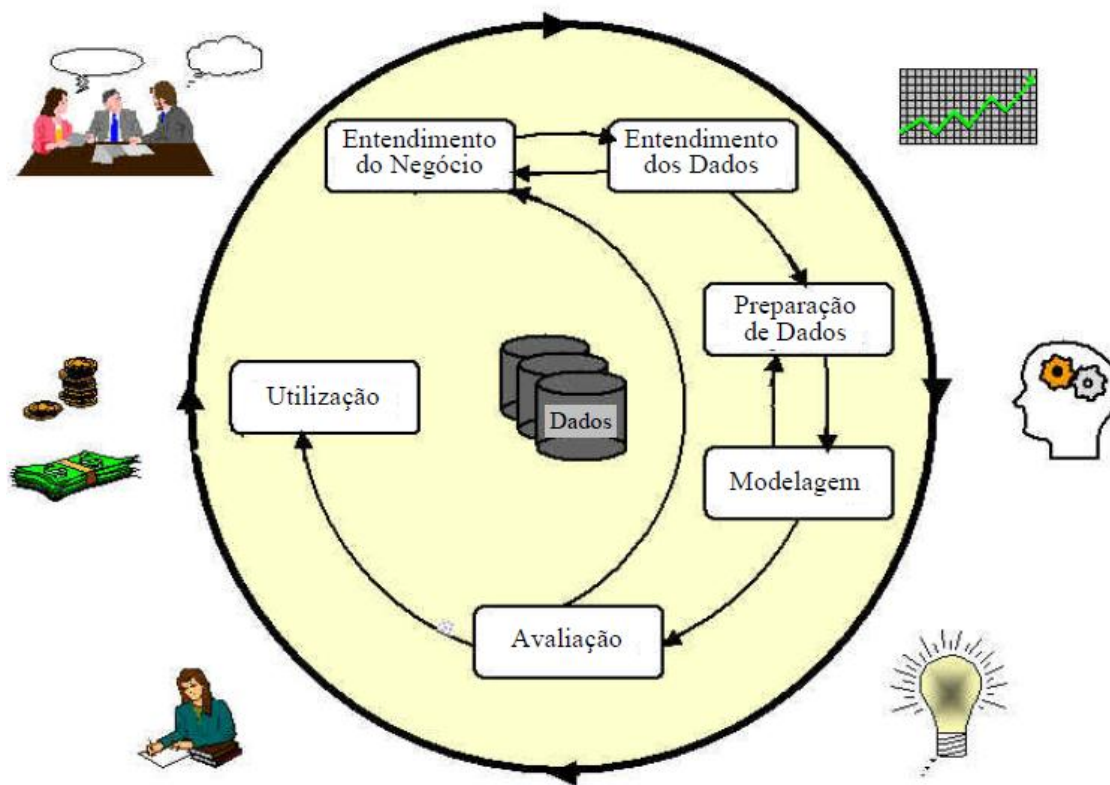 Entendimento
do Negócio
Entendimento
dos Dados
Preparação
de Dados
Utilização
Dados
Modelagem
Avaliação